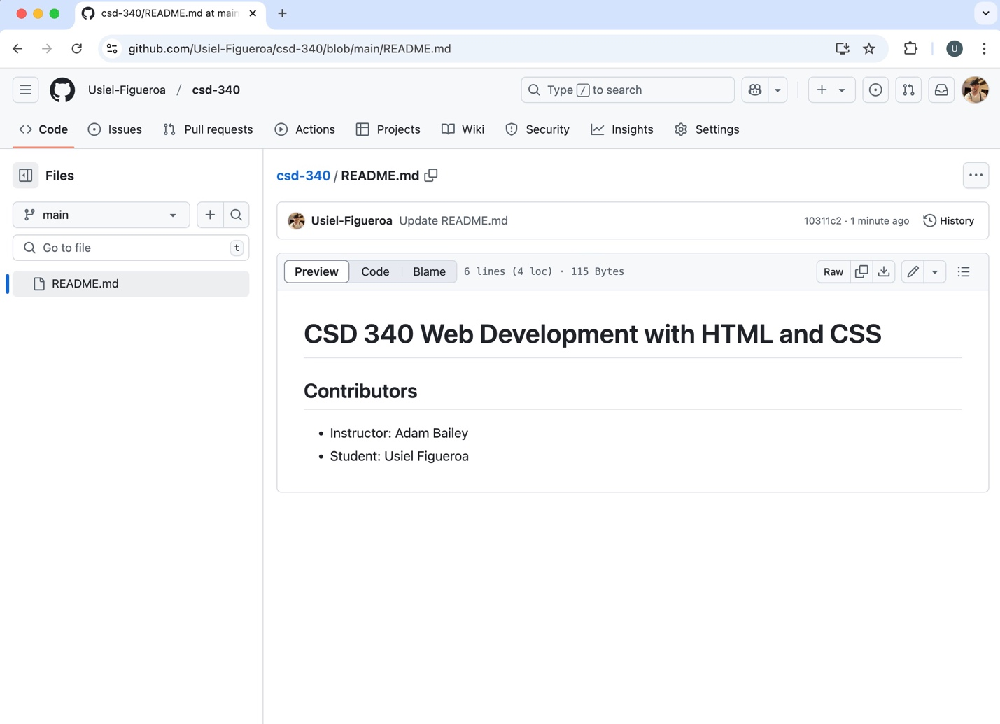 csd-340/README.md at main
github.com/Usiel-Figueroa/csd-340/blob/main/README.md
U
Usiel-Figueroa / csd-340
Type / to search
Code Issues Pull requests Actions Projects Wiki Security Insights Settings
Files
main
Go to file t
README.md
csd-340 / README.md
Usiel-Figueroa Update README.md 10311c2 · 1 minute ago History
Preview Code Blame 6 lines (4 loc) · 115 Bytes Raw
CSD 340 Web Development with HTML and CSS
Contributors
• Instructor: Adam Bailey
• Student: Usiel Figueroa